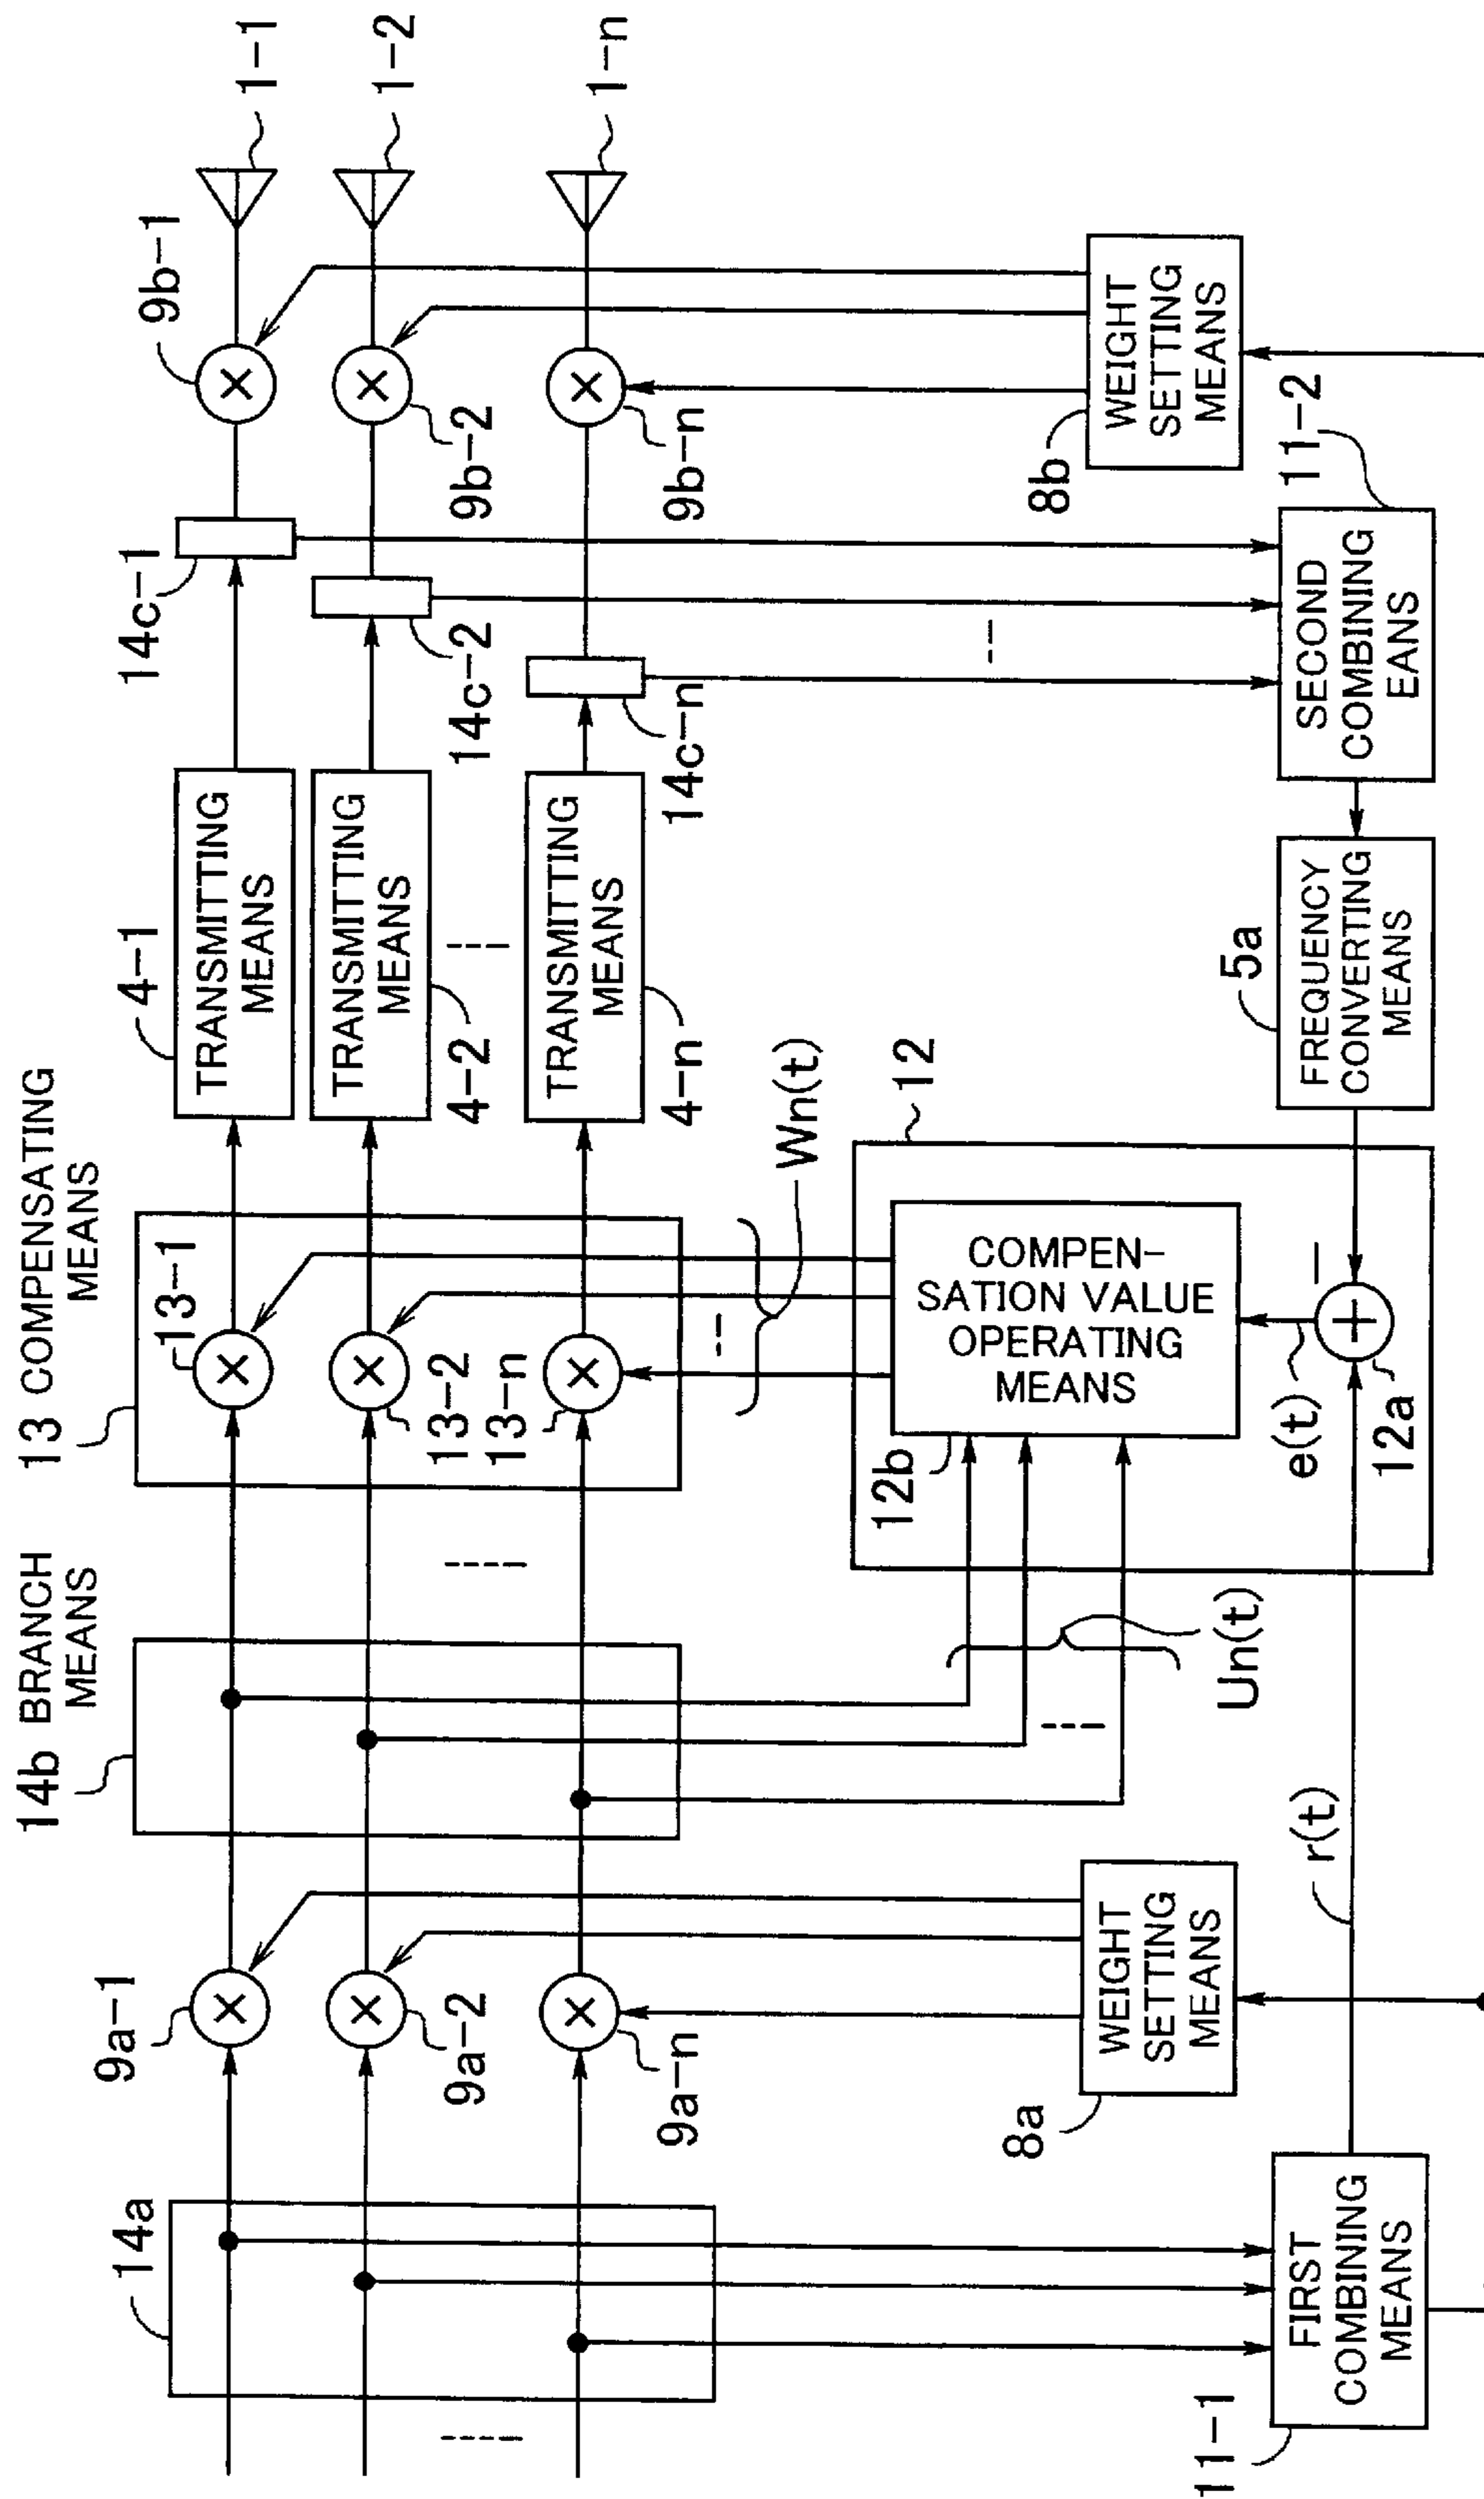 14a
9a-1
14b BRANCH
MEANS
13 COMPENSATING
MEANS
13-1
4-1
TRANSMITTING
MEANS
14c-1
9b-1
1-1
9a-2
13-2
TRANSMITTING
MEANS
4-2
14c-2
9b-2
1-2
9a-n
13-n
TRANSMITTING
MEANS
4-n
14c-n
9b-n
1-n
Wn(t)
12
12b
COMPEN-
SATION VALUE
OPERATING
MEANS
Un(t)
e(t)
12a
r(t)
8a
WEIGHT
SETTING
MEANS
8b
WEIGHT
SETTING
MEANS
11-1
FIRST
COMBINING
MEANS
5a
FREQUENCY
CONVERTING
MEANS
11-2
SECOND
COMBINING
EANS